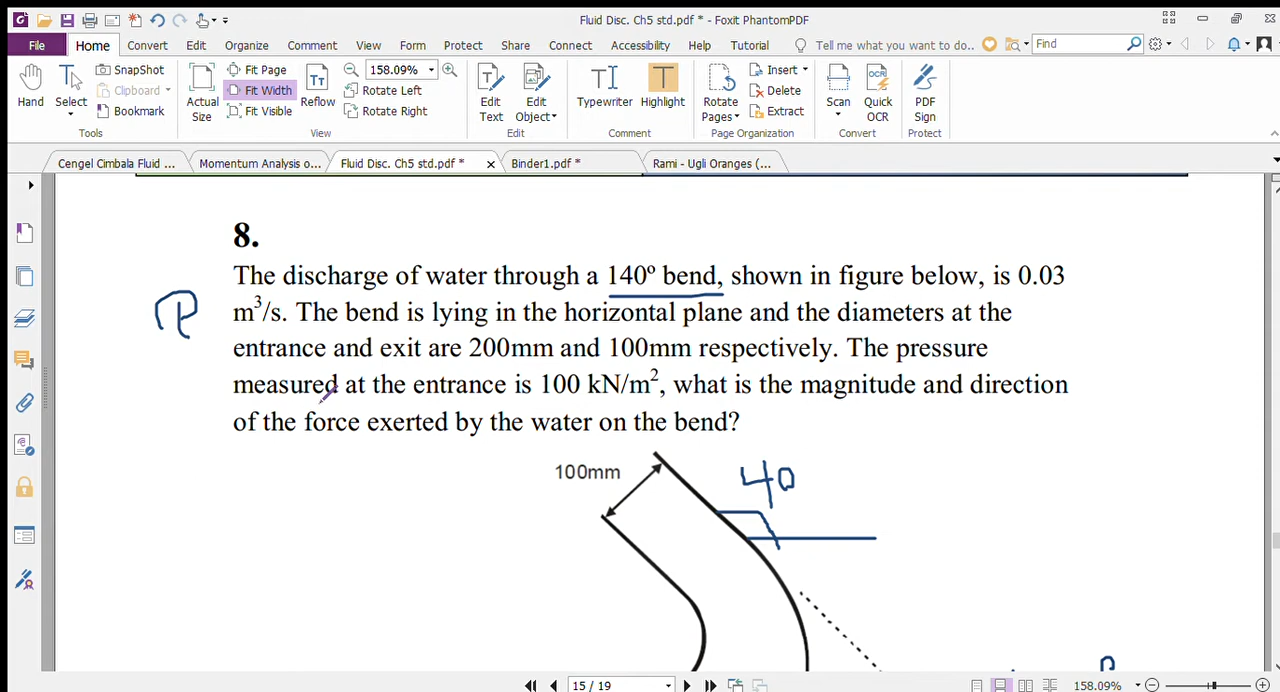 Fluid Disc. Ch5 std.pdf * - Foxit PhantomPDF
File Home Convert Edit Organize Comment View Form Protect Share Connect Accessibility Help Tutorial Tell me what you want to do.. Find
Hand Select SnapShot Clipboard Bookmark Actual Size Fit Page Fit Width Fit Visible Reflow 158.09% Rotate Left Rotate Right Edit Text Edit Object Typewriter Highlight Rotate Pages Insert Delete Extract Scan Quick OCR PDF Sign
Tools View Edit Comment Page Organization Convert Protect
Cengel Cimbala Fluid ... Momentum Analysis o... Fluid Disc. Ch5 std.pdf * Binder1.pdf * Rami - Ugli Oranges (...
8.
The discharge of water through a 140º bend, shown in figure below, is 0.03
m³/s. The bend is lying in the horizontal plane and the diameters at the
entrance and exit are 200mm and 100mm respectively. The pressure
measured at the entrance is 100 kN/m², what is the magnitude and direction
of the force exerted by the water on the bend?
100mm
40
15 / 19 158.09%